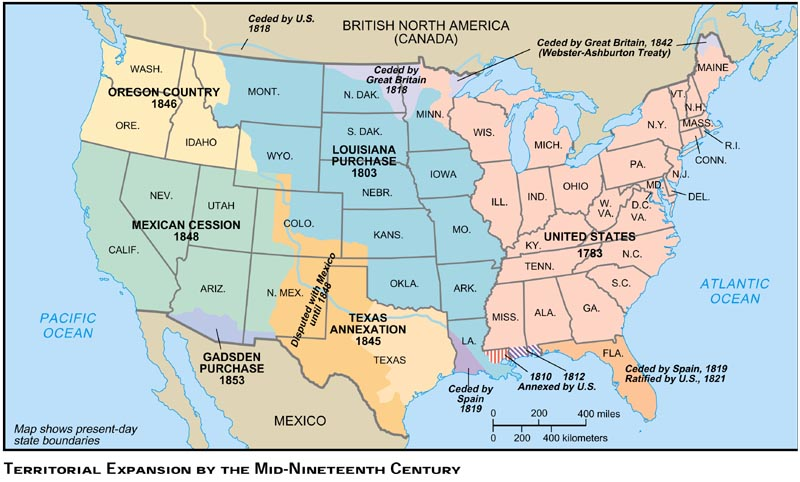 Ceded by U.S.
1818
BRITISH NORTH AMERICA
(CANADA)
Ceded by Great Britain, 1842
(Webster-Ashburton Treaty)
WASH.
OREGON COUNTRY
1846
ORE.
IDAHO
MONT.
N. DAK.
Ceded by
Great Britain
1818
MINN.
MAINE
VT.
N.H.
MASS.
R.I.
CONN.
N.Y.
WIS.
MICH.
S. DAK.
WYO.
LOUISIANA
PURCHASE
1803
IOWA
NEBR.
PA.
N.J.
MD.
DEL.
D.C.
OHIO
IND.
ILL.
W.
VA.
VA.
NEV.
UTAH
MEXICAN CESSION
1848
CALIF.
COLO.
KANS.
MO.
KY.
UNITED STATES
1783
TENN.
N.C.
S.C.
ARIZ.
N. MEX.
Disputed with Mexico
until 1848
OKLA.
ARK.
MISS.
ALA.
GA.
ATLANTIC
OCEAN
PACIFIC
OCEAN
TEXAS
ANNEXATION
1845
TEXAS
LA.
FLA.
GADSDEN
PURCHASE
1853
Ceded by
Spain
1819
1810
1812
Annexed by U.S.
Ceded by Spain, 1819
Ratified by U.S., 1821
MEXICO
0 200 400 miles
0 200 400 kilometers
Map shows present-day
state boundaries
TERRITORIAL EXPANSION BY THE MID-NINETEENTH CENTURY